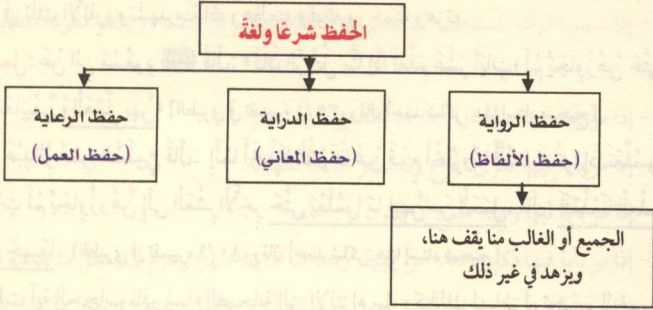 الحفظ شرعًا ولغةً
حفظ الرواية
(حفظ الألفاظ)
حفظ الدراية
(حفظ المعاني)
حفظ الرعاية
(حفظ العمل)
الجميع أو الغالب منا يقف هنا،
ويزهد في غير ذلك